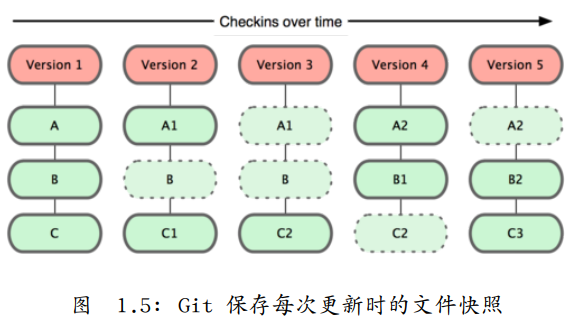 Checkins over time
Version 1 Version 2 Version 3 Version 4 Version 5
A A1 A1 A2 A2
B B B B1 B2
C C1 C2 C2 C3
图 1.5: Git 保存每次更新时的文件快照